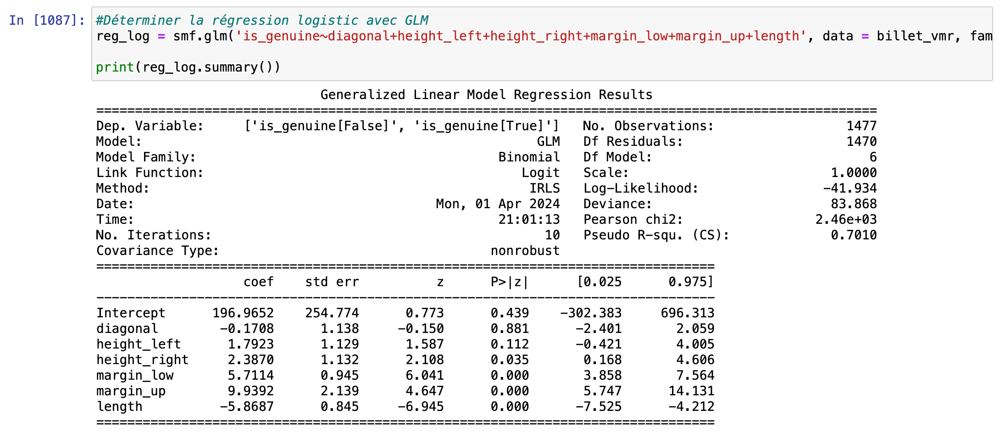 In [1087]: #Déterminer la régression logistic avec GLM
reg_log = smf.glm('is_genuine~diagonal+height_left+height_right+margin_low+margin_up+length', data = billet_vmr, fam
print(reg_log.summary())
Generalized Linear Model Regression Results
==============================================================================
Dep. Variable: ['is_genuine[False]', 'is_genuine[True]'] No. Observations: 1477
Model: GLM Df Residuals: 1470
Model Family: Binomial Df Model: 6
Link Function: Logit Scale: 1.0000
Method: IRLS Log-Likelihood: -41.934
Date: Mon, 01 Apr 2024 Deviance: 83.868
Time: 21:01:13 Pearson chi2: 2.46e+03
No. Iterations: 10 Pseudo R-squ. (CS): 0.7010
Covariance Type: nonrobust
================================================================================
coef std err z P>|z| [0.025 0.975]
--------------------------------------------------------------------------------
Intercept 196.9652 254.774 0.773 0.439 -302.383 696.313
diagonal -0.1708 1.138 -0.150 0.881 -2.401 2.059
height_left 1.7923 1.129 1.587 0.112 -0.421 4.005
height_right 2.3870 1.132 2.108 0.035 0.168 4.606
margin_low 5.7114 0.945 6.041 0.000 3.858 7.564
margin_up 9.9392 2.139 4.647 0.000 5.747 14.131
length -5.8687 0.845 -6.945 0.000 -7.525 -4.212
================================================================================